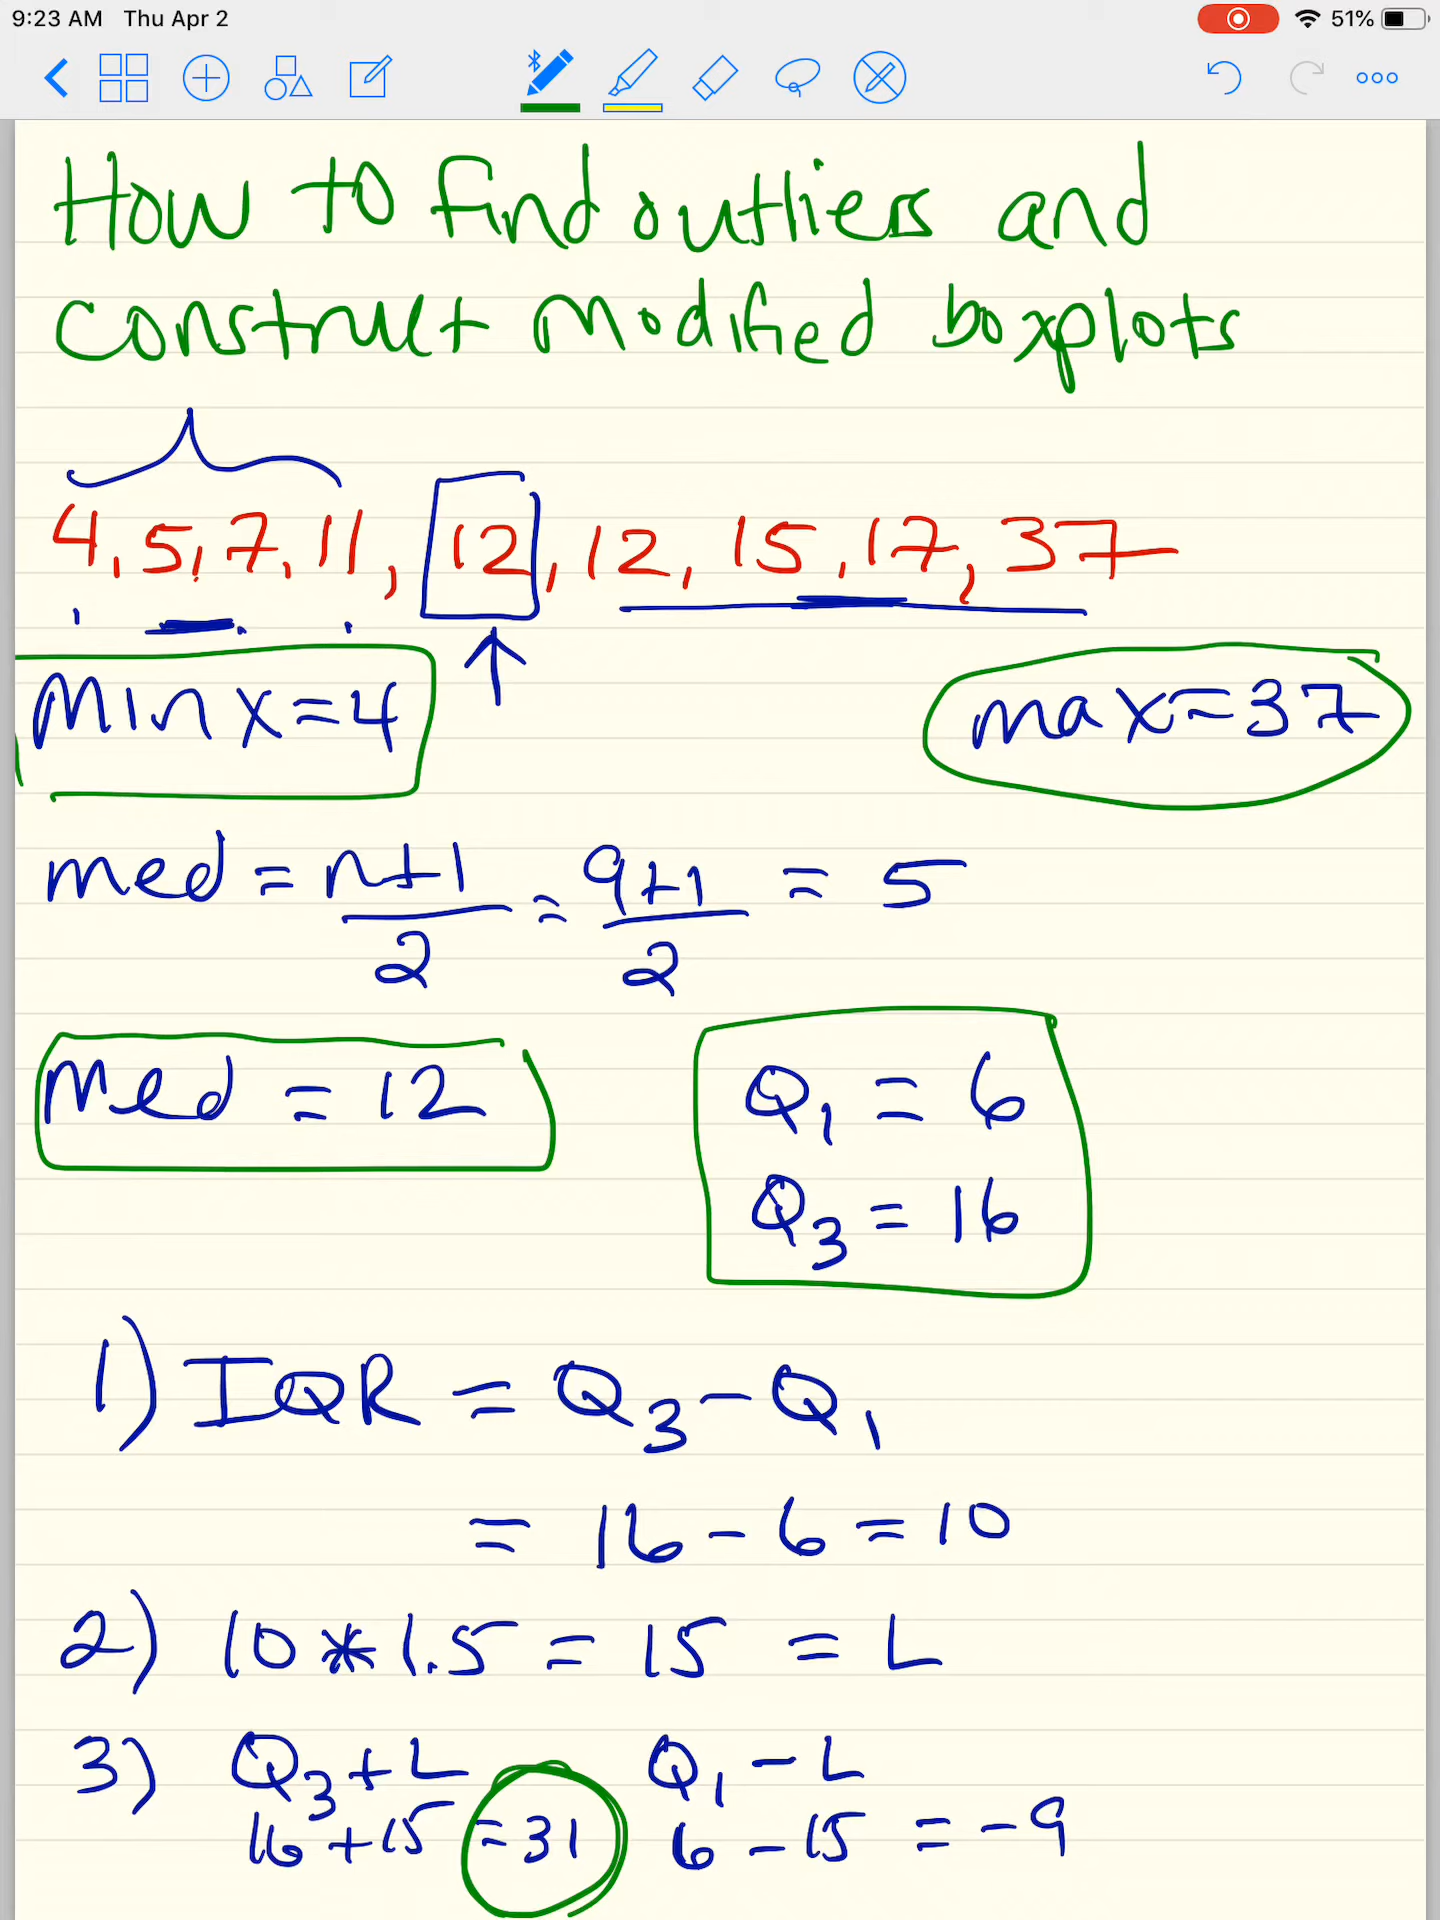 9:23 AM Thu Apr 2 51%
How to find outliers and
construct modified boxplots
4, 5, 7, 11, 12, 12, 15, 17, 37
Min x=4 max x=37
med = n+1/2 = 9+1/2 = 5
Med = 12
Q1 = 6
Q3 = 16
1) IQR = Q3 - Q1
= 16 - 6 = 10
2) 10 * 1.5 = 15 = L
3) Q3 + L Q1 - L
16 + 15 = 31 6 - 15 = -9